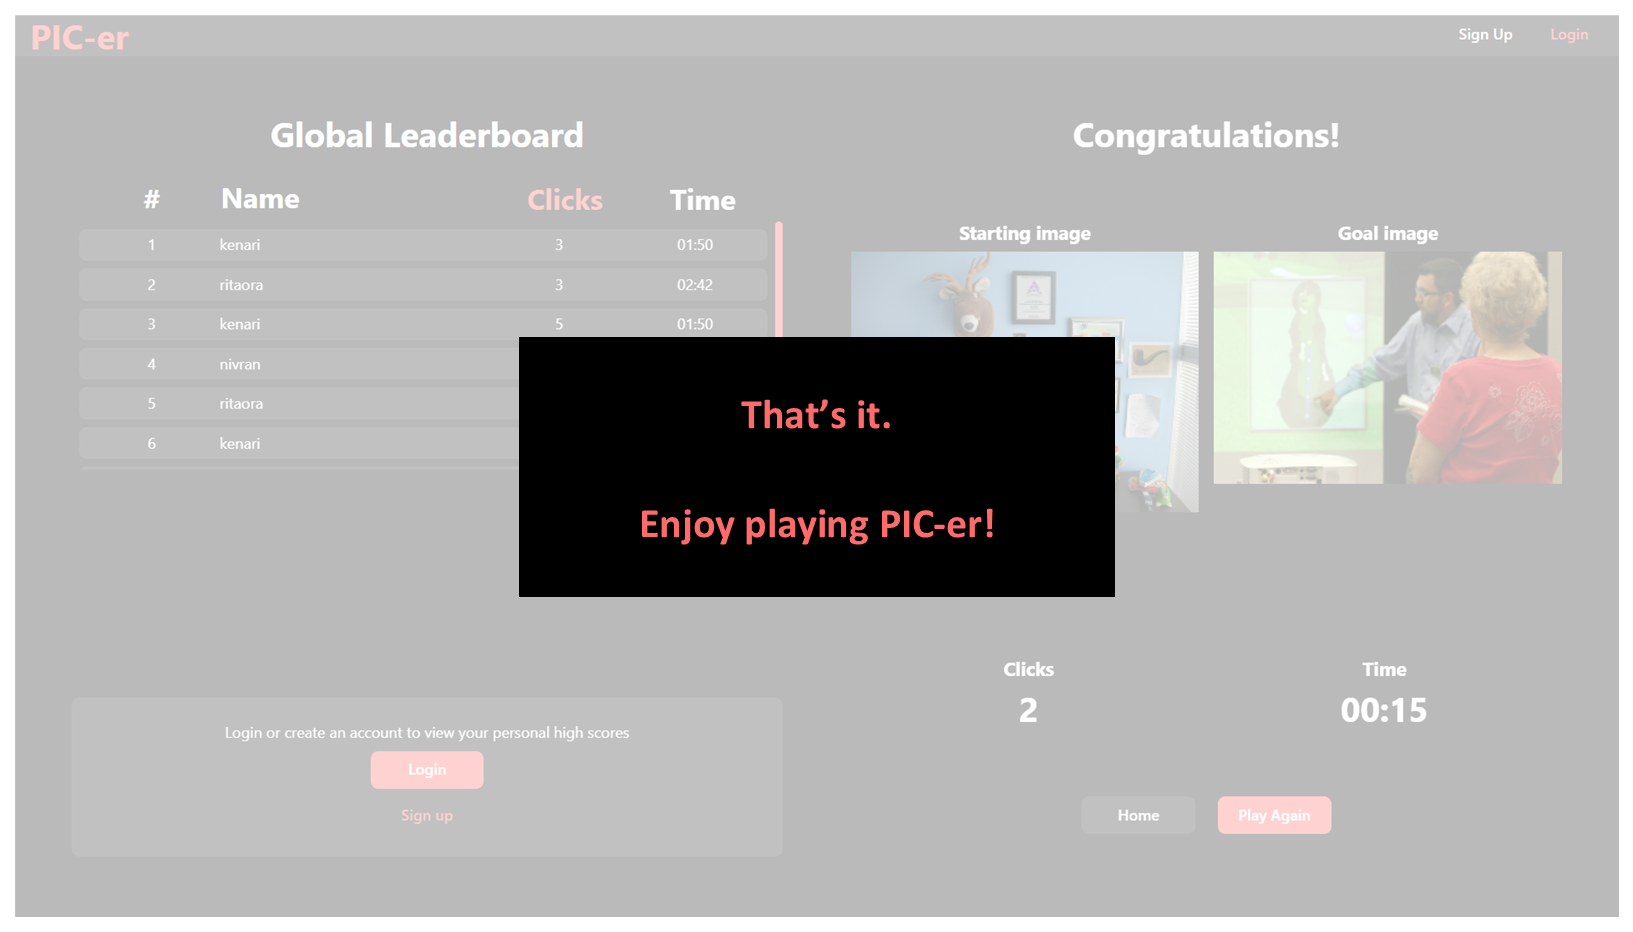 PIC-er
Sign Up
Login
Global Leaderboard
# Name Clicks Time
1 kenari 3 01:50
2 ritaora 3 02:42
3 kenari 5 01:50
4 nivran
5 ritaora
6 kenari
Login or create an account to view your personal high scores
Login
Sign up
Congratulations!
Starting image
Goal image
That’s it.
Enjoy playing PIC-er!
Clicks
2
Time
00:15
Home
Play Again